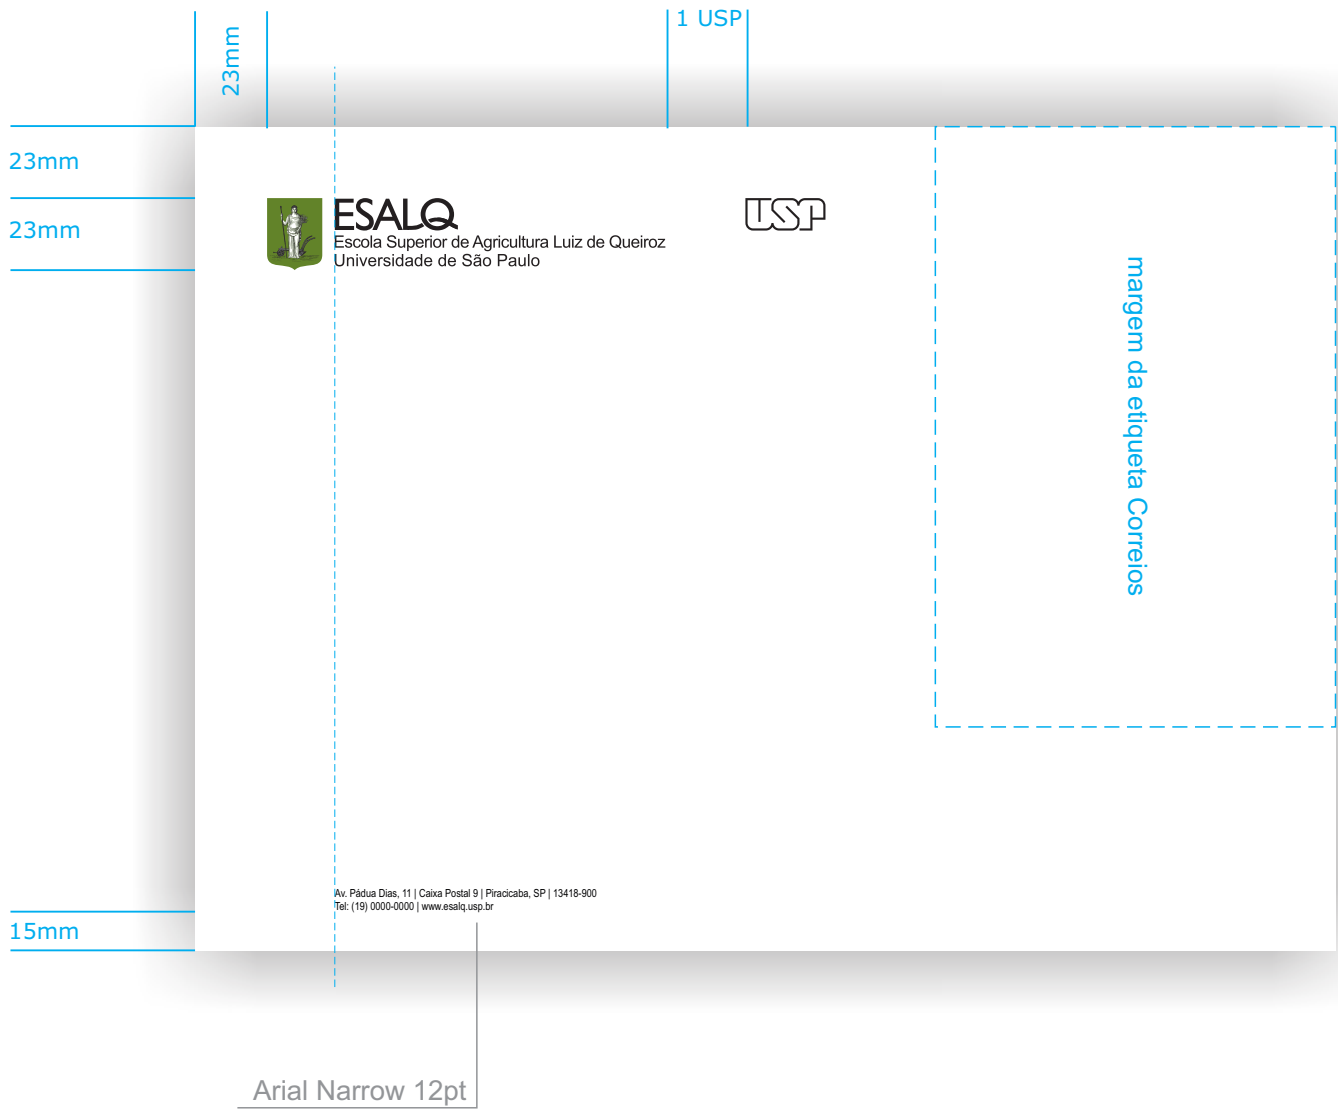 1 USP
23mm
23mm
23mm
ESALQ
Escola Superior de Agricultura Luiz de Queiroz
Universidade de São Paulo
USP
margem da etiqueta Correios
Av. Pádua Dias, 11 | Caixa Postal 9 | Piracicaba, SP | 13418-900
Tel: (19) 0000-0000 | www.esalq.usp.br
15mm
Arial Narrow 12pt